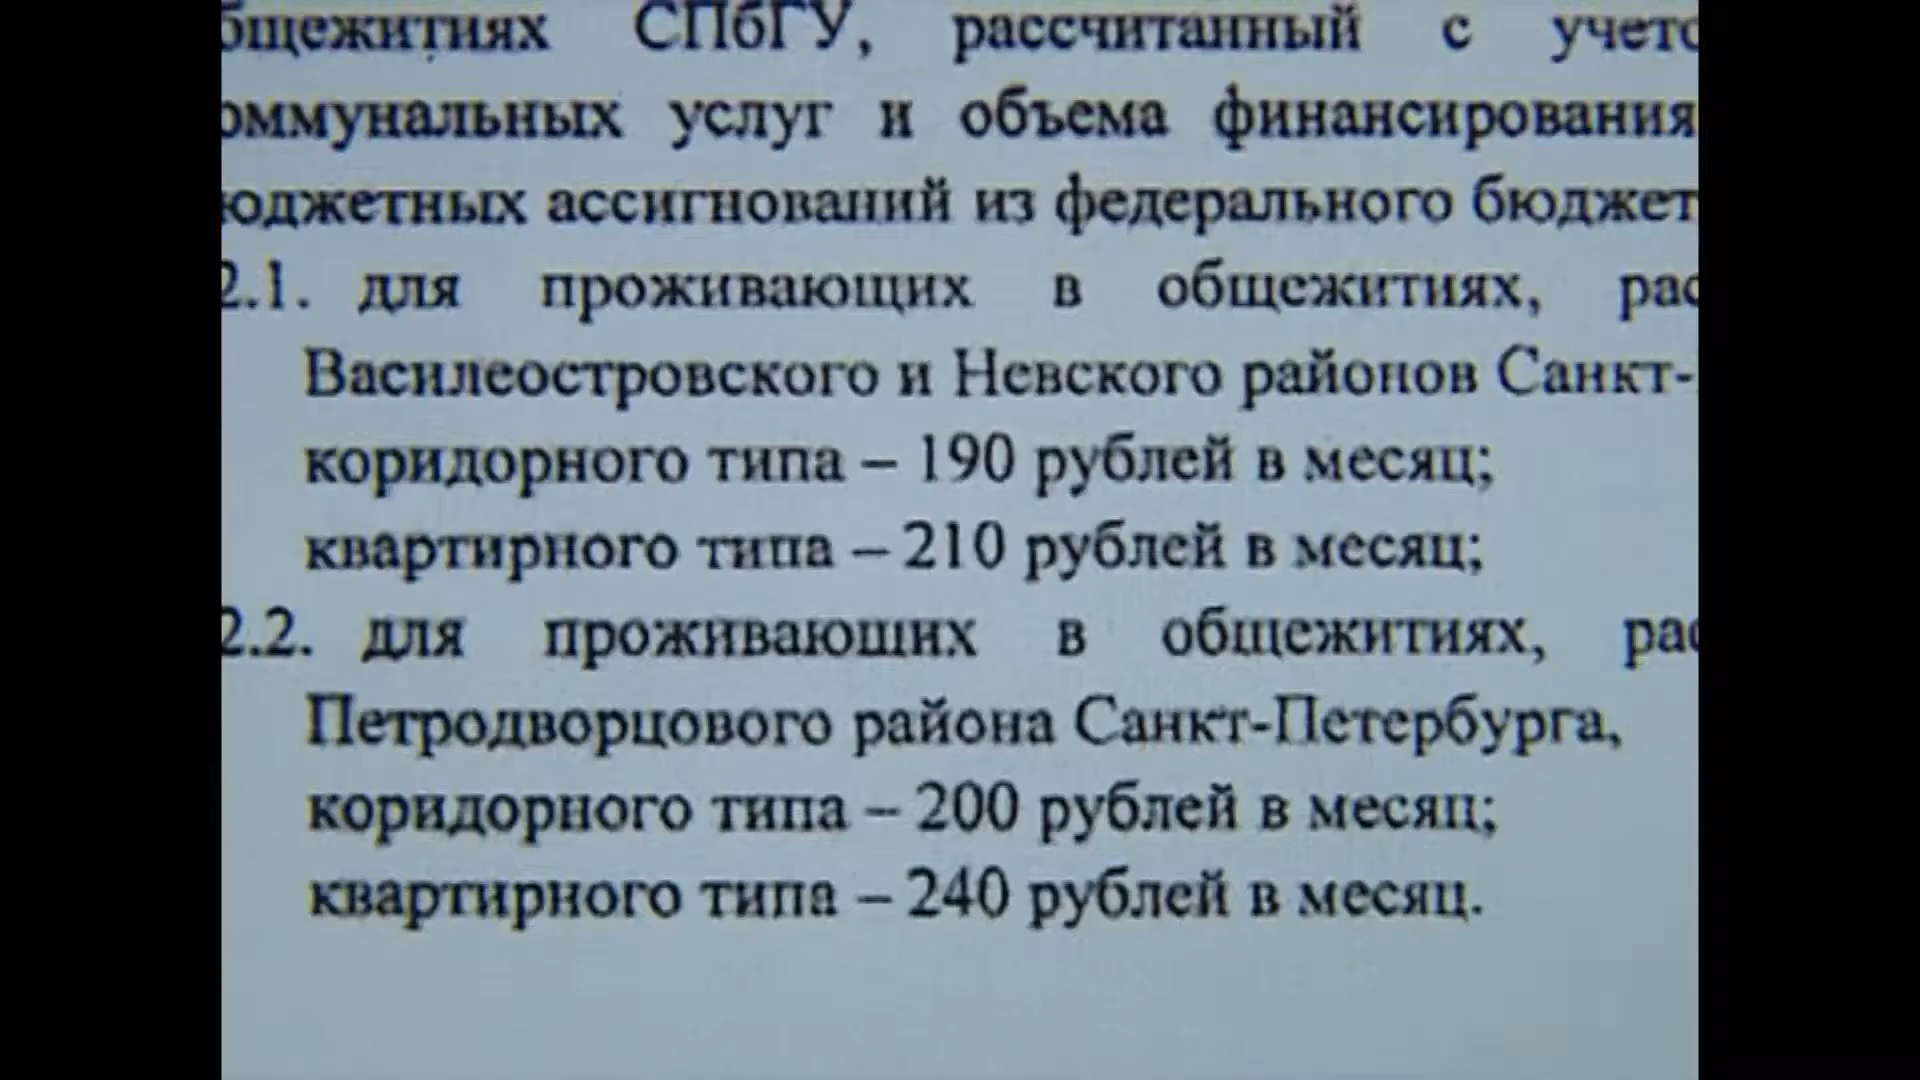 бщежитиях СПбГУ, рассчитанный с учето
оммунальных услуг и объема финансирования
юджетных ассигнований из федерального бюджет
2.1. для проживающих в общежитиях, рас
Василеостровского и Невского районов Санкт-
коридорного типа – 190 рублей в месяц;
квартирного типа – 210 рублей в месяц;
2.2. для проживающих в общежитиях, рас
Петродворцового района Санкт-Петербурга,
коридорного типа – 200 рублей в месяц;
квартирного типа – 240 рублей в месяц.